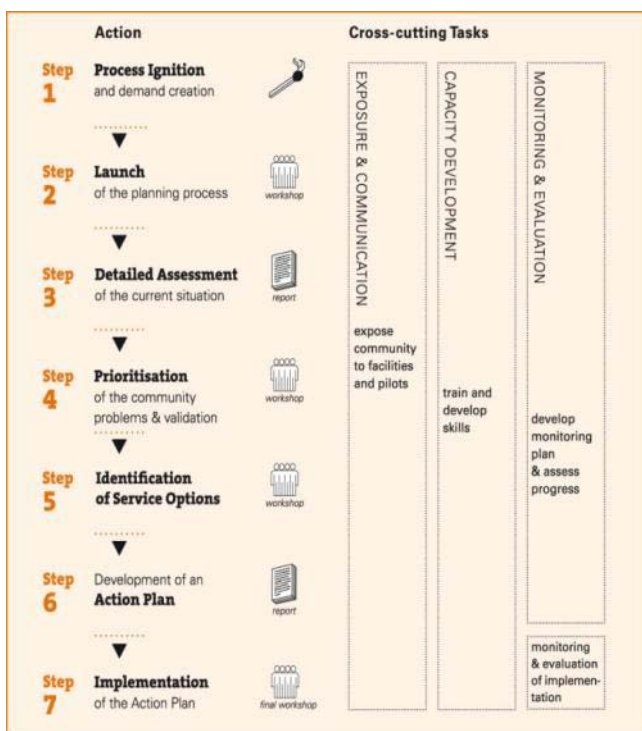 Action
Cross-cutting Tasks
Step
1
Process Ignition
and demand creation
Step
2
Launch
of the planning process
workshop
Step
3
Detailed Assessment
of the current situation
report
Step
4
Prioritisation
of the community
problems & validation
workshop
Step
5
Identification
of Service Options
workshop
Step
6
Development of an
Action Plan
report
Step
7
Implementation
of the Action Plan
final workshop
EXPOSURE & COMMUNICATION
expose
community
to facilities
and pilots
CAPACITY DEVELOPMENT
train and
develop
skills
MONITORING & EVALUATION
develop
monitoring
plan
& assess
progress
monitoring
& evaluation
of implemen-
tation